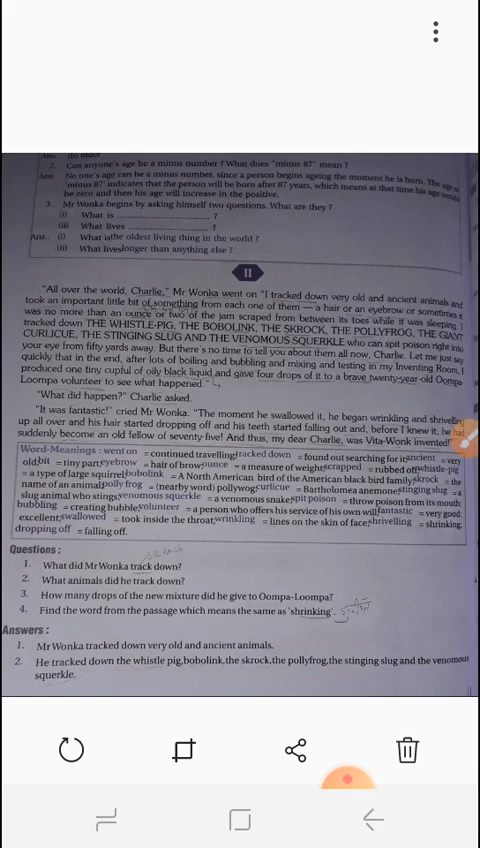 2. Can anyone's age be a minus number ? What does "minus 87" mean ?
Ans. No one's age can be a minus number, since a person begins ageing the moment he is born. The age of
'minus 87' indicates that the person will be born after 87 years, which means at that time his age would
be zero and then his age will increase in the positive.
3. Mr Wonka begins by asking himself two questions. What are they ?
(i) What is ................................ ?
(ii) What lives ............................ ?
Ans.. (i) What isthe oldest living thing in the world ?
(ii) What liveslonger than anything else ?
II
"All over the world, Charlie," Mr Wonka went on "I tracked down very old and ancient animals and
took an important little bit of something from each one of them — a hair or an eyebrow or sometimes it
was no more than an ounce or two of the jam scraped from between its toes while it was sleeping. I
tracked down THE WHISTLE-PIG, THE BOBOLINK, THE SKROCK, THE POLLYFROG, THE GIANT
CURLICUE, THE STINGING SLUG AND THE VENOMOUS SQUERKLE who can spit poison right into
your eye from fifty yards away. But there's no time to tell you about them all now, Charlie. Let me just say
quickly that in the end, after lots of boiling and bubbling and mixing and testing in my Inventing Room, I
produced one tiny cupful of oily black liquid and gave four drops of it to a brave twenty-year-old Oompa
Loompa volunteer to see what happened."
"What did happen?" Charlie asked.
"It was fantastic!" cried Mr Wonka. "The moment he swallowed it, he began wrinkling and shrivelling
up all over and his hair started dropping off and his teeth started falling out and, before I knew it, he had
suddenly become an old fellow of seventy-five! And thus, my dear Charlie, was Vita-Wonk invented!"
Word-Meanings : went on = continued travelling;tracked down = found out searching for it;ancient = very
old;bit = tiny part;eyebrow = hair of brow;ounce = a measure of weight;scrapped = rubbed off;whistle-pig
= a type of large squirrel;bobolink = A North American bird of the American black bird family;skrock = the
name of an animal;polly frog = (nearby word) pollywog;curlicue = Bartholomea anemone;stinging slug = a
slug animal who stings;venomous squerkle = a venomous snake;spit poison = throw poison from its mouth;
bubbling = creating bubble;volunteer = a person who offers his service of his own will;fantastic = very good;
excellent;swallowed = took inside the throat;wrinkling = lines on the skin of face;shrivelling = shrinking;
dropping off = falling off.
Questions :
search
1. What did Mr Wonka track down?
2. What animals did he track down?
3. How many drops of the new mixture did he give to Oompa-Loompa?
4. Find the word from the passage which means the same as 'shrinking'.
Answers :
1. Mr Wonka tracked down very old and ancient animals.
2. He tracked down the whistle pig,bobolink,the skrock,the pollyfrog,the stinging slug and the venomous
squerkle.